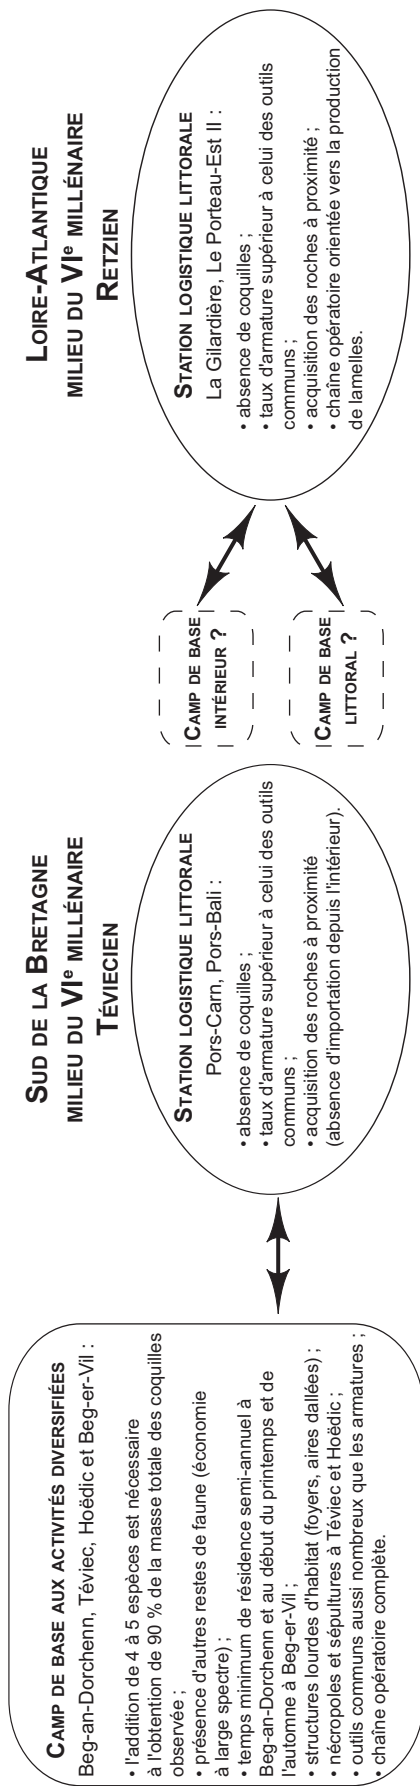 SUD DE LA BRETAGNE
MILIEU DU VIe MILLÉNAIRE
TÉVIECIEN
CAMP DE BASE AUX ACTIVITÉS DIVERSIFIÉES
Beg-an-Dorchenn, Téviec, Hoëdic et Beg-er-Vil :
• l'addition de 4 à 5 espèces est nécessaire
à l'obtention de 90 % de la masse totale des coquilles
observée ;
• présence d'autres restes de faune (économie
à large spectre) ;
• temps minimum de résidence semi-annuel à
Beg-an-Dorchenn et au début du printemps et de
l'automne à Beg-er-Vil ;
• structures lourdes d'habitat (foyers, aires dallées) ;
• nécropoles et sépultures à Téviec et Hoëdic ;
• outils communs aussi nombreux que les armatures ;
• chaîne opératoire complète.
STATION LOGISTIQUE LITTORALE
Pors-Carn, Pors-Bali :
• absence de coquilles ;
• taux d'armature supérieur à celui des outils
communs ;
• acquisition des roches à proximité
(absence d'importation depuis l'intérieur).
LOIRE-ATLANTIQUE
MILIEU DU VIe MILLÉNAIRE
RETZIEN
CAMP DE BASE
INTÉRIEUR ?
CAMP DE BASE
LITTORAL ?
STATION LOGISTIQUE LITTORALE
La Gilardière, Le Porteau-Est II :
• absence de coquilles ;
• taux d'armature supérieur à celui des outils
communs ;
• acquisition des roches à proximité ;
• chaîne opératoire orientée vers la production
de lamelles.